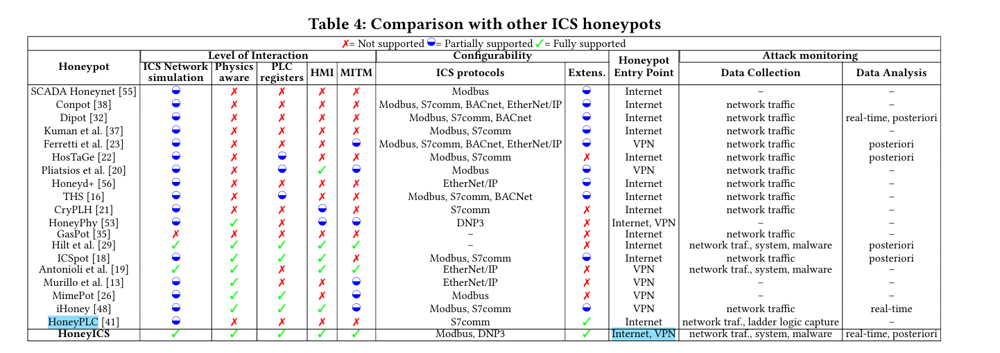 Table 4: Comparison with other ICS honeypots
✗= Not supported ◒= Partially supported ✓= Fully supported
Honeypot | Level of Interaction | Configurability | Honeypot Entry Point | Attack monitoring
ICS Network simulation | Physics aware | PLC registers | HMI | MITM | ICS protocols | Extens. | Data Collection | Data Analysis
SCADA Honeynet [55] | ◒ | ✗ | ✗ | ✗ | ✗ | Modbus | ◒ | Internet | – | –
Conpot [38] | ◒ | ✗ | ✗ | ✗ | ✗ | Modbus, S7comm, BACnet, EtherNet/IP | ◒ | Internet | network traffic | –
Dipot [32] | ◒ | ✗ | ✗ | ✗ | ✗ | Modbus, S7comm, BACnet | ◒ | Internet | network traffic | real-time, posteriori
Kuman et al. [37] | ◒ | ✗ | ✗ | ✗ | ✗ | Modbus, S7comm | ◒ | Internet | network traffic | –
Ferretti et al. [23] | ◒ | ✗ | ✗ | ✗ | ◒ | Modbus, S7comm, BACnet, EtherNet/IP | ◒ | VPN | network traffic | posteriori
HosTaGe [22] | ◒ | ✗ | ◒ | ✗ | ✗ | Modbus, S7comm | ✗ | Internet | network traffic | posteriori
Pliatsios et al. [20] | ◒ | ✗ | ◒ | ✓ | ◒ | Modbus | ◒ | VPN | network traffic | –
Honeyd+ [56] | ◒ | ✗ | ✗ | ✗ | ✗ | EtherNet/IP | ◒ | Internet | network traffic | –
THS [16] | ◒ | ✗ | ◒ | ✗ | ✗ | Modbus, S7comm, BACNet | ◒ | Internet | network traffic | –
CryPLH [21] | ◒ | ✗ | ✗ | ◒ | ✗ | S7comm | ✗ | Internet | network traffic | –
HoneyPhy [53] | ◒ | ✓ | ✗ | ◒ | ◒ | DNP3 | ✗ | Internet, VPN | – | –
GasPot [35] | ✗ | ✗ | ✗ | ✗ | ✗ | – | ✗ | Internet | network traffic | –
Hilt et al. [29] | ✓ | ✓ | ✓ | ✓ | ✓ | – | ✗ | Internet | network traf., system, malware | posteriori
ICSpot [18] | ◒ | ✓ | ✓ | ✓ | ✗ | Modbus, S7comm | ◒ | Internet | network traffic | posteriori
Antonioli et al. [19] | ✓ | ✓ | ✗ | ✓ | ✓ | EtherNet/IP | ✗ | VPN | network traf., system, malware | –
Murillo et al. [13] | ◒ | ✓ | ✗ | ✗ | ◒ | EtherNet/IP | ✗ | VPN | – | –
MimePot [26] | ◒ | ✓ | ✓ | ✗ | ◒ | Modbus | ✗ | VPN | – | –
iHoney [48] | ◒ | ✓ | ✓ | ✓ | ◒ | Modbus, S7comm | ◒ | VPN | network traffic | real-time
HoneyPLC [41] | ◒ | ✗ | ✗ | ✗ | ✗ | S7comm | ✓ | Internet | network traf., ladder logic capture | –
HoneyICS | ✓ | ✓ | ✓ | ✓ | ✓ | Modbus, DNP3 | ✓ | Internet, VPN | network traf., system, malware | real-time, posteriori